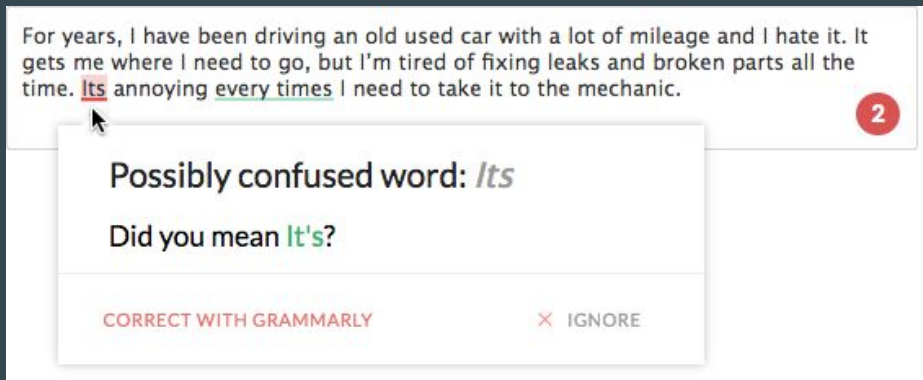 For years, I have been driving an old used car with a lot of mileage and I hate it. It
gets me where I need to go, but I’m tired of fixing leaks and broken parts all the
time. Its annoying every times I need to take it to the mechanic.
2
Possibly confused word: Its
Did you mean It's?
CORRECT WITH GRAMMARLY
IGNORE